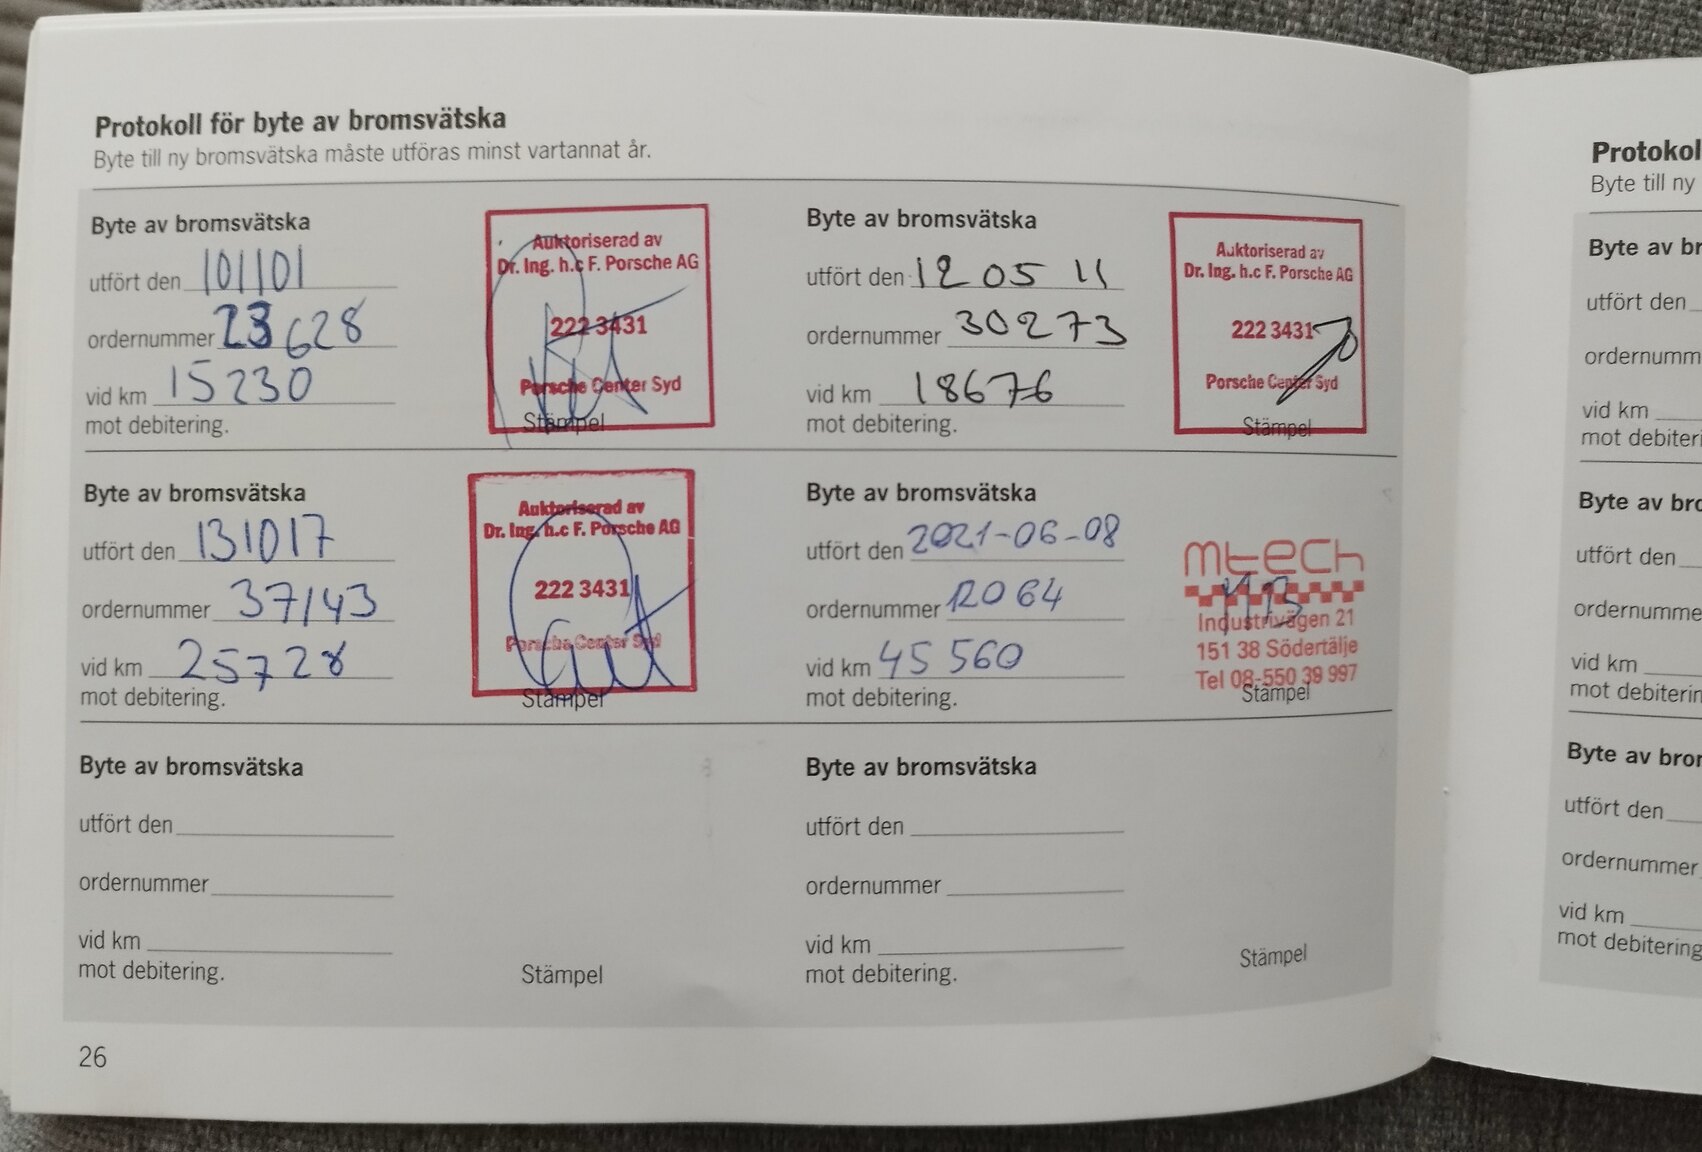 Protokoll för byte av bromsvätska
Byte till ny bromsvätska måste utföras minst vartannat år.
Byte av bromsvätska
utfört den 101101
ordernummer 23628
vid km 15230
mot debitering.
Auktoriserad av
Dr. Ing. h.c F. Porsche AG
222 3431
Porsche Center Syd
Stämpel
Byte av bromsvätska
utfört den 12 05 11
ordernummer 30273
vid km 18676
mot debitering.
Auktoriserad av
Dr. Ing. h.c F. Porsche AG
222 3431
Porsche Center Syd
Stämpel
Byte av bromsvätska
utfört den 131017
ordernummer 37143
vid km 25728
mot debitering.
Auktoriserad av
Dr. Ing. h.c F. Porsche AG
222 3431
Porsche Center Syd
Stämpel
Byte av bromsvätska
utfört den 2021-06-08
ordernummer 12064
vid km 45 560
mot debitering.
mtech
Industrivägen 21
151 38 Södertälje
Tel 08-550 39 997
Stämpel
Byte av bromsvätska
utfört den
ordernummer
vid km
mot debitering.
Stämpel
Byte av bromsvätska
utfört den
ordernummer
vid km
mot debitering.
Stämpel
26
Protokol
Byte till ny
Byte av br
utfört den
ordernumm
vid km
mot debiter
Byte av bro
utfört den
ordernumme
vid km
mot debiterin
Byte av bror
utfört den
ordernummer
vid km
mot debitering